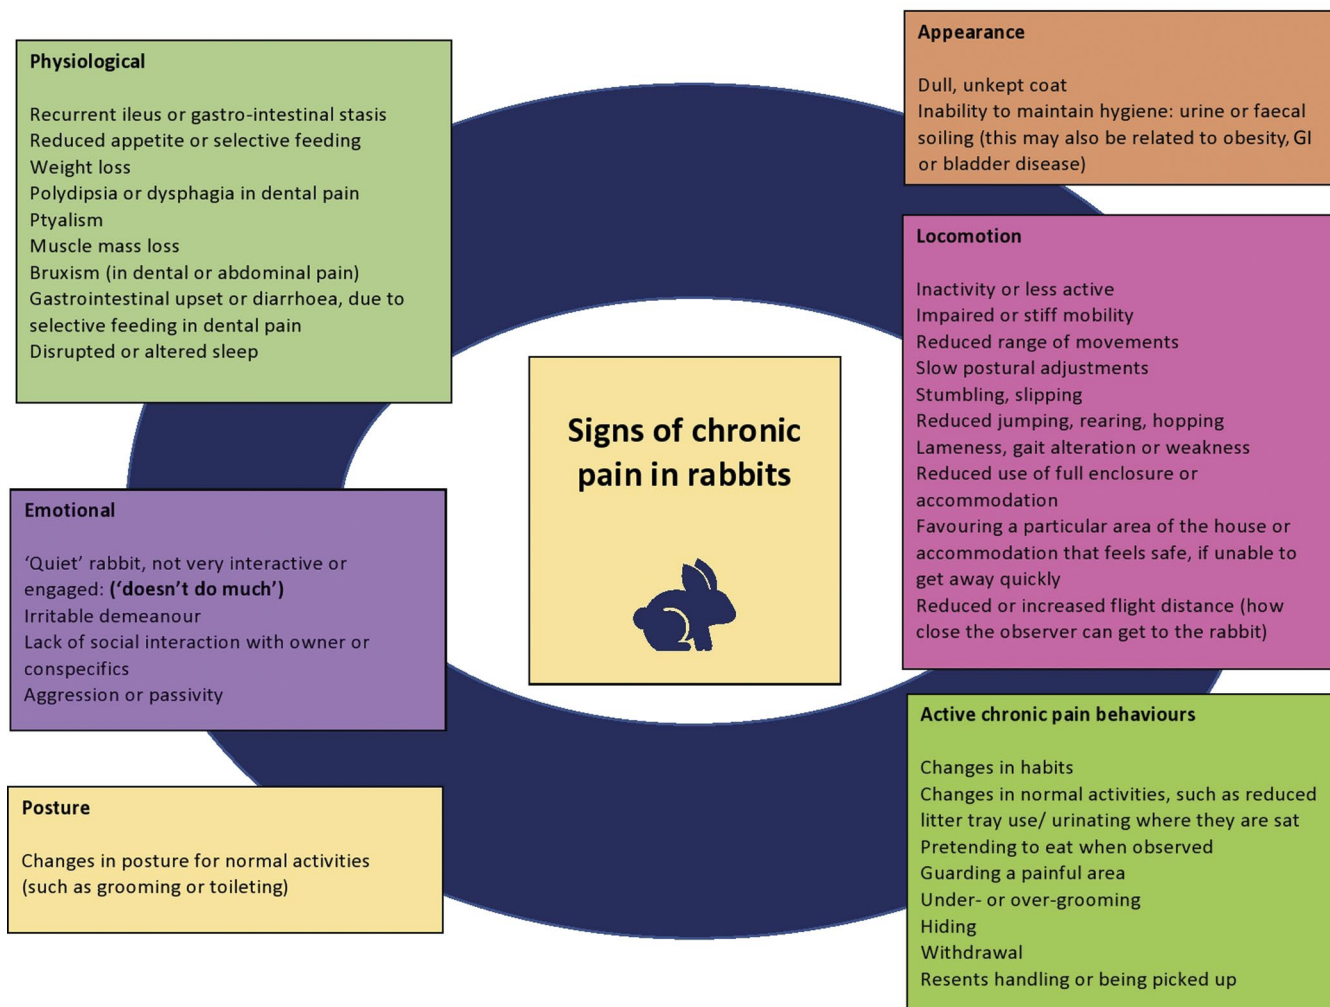 Physiological
Recurrent ileus or gastro-intestinal stasis
Reduced appetite or selective feeding
Weight loss
Polydipsia or dysphagia in dental pain
Ptyalism
Muscle mass loss
Bruxism (in dental or abdominal pain)
Gastrointestinal upset or diarrhoea, due to
selective feeding in dental pain
Disrupted or altered sleep
Emotional
‘Quiet’ rabbit, not very interactive or
engaged: (‘doesn’t do much’)
Irritable demeanour
Lack of social interaction with owner or
conspecifics
Aggression or passivity
Posture
Changes in posture for normal activities
(such as grooming or toileting)
Signs of chronic
pain in rabbits
Appearance
Dull, unkept coat
Inability to maintain hygiene: urine or faecal
soiling (this may also be related to obesity, GI
or bladder disease)
Locomotion
Inactivity or less active
Impaired or stiff mobility
Reduced range of movements
Slow postural adjustments
Stumbling, slipping
Reduced jumping, rearing, hopping
Lameness, gait alteration or weakness
Reduced use of full enclosure or
accommodation
Favouring a particular area of the house or
accommodation that feels safe, if unable to
get away quickly
Reduced or increased flight distance (how
close the observer can get to the rabbit)
Active chronic pain behaviours
Changes in habits
Changes in normal activities, such as reduced
litter tray use/ urinating where they are sat
Pretending to eat when observed
Guarding a painful area
Under- or over-grooming
Hiding
Withdrawal
Resents handling or being picked up